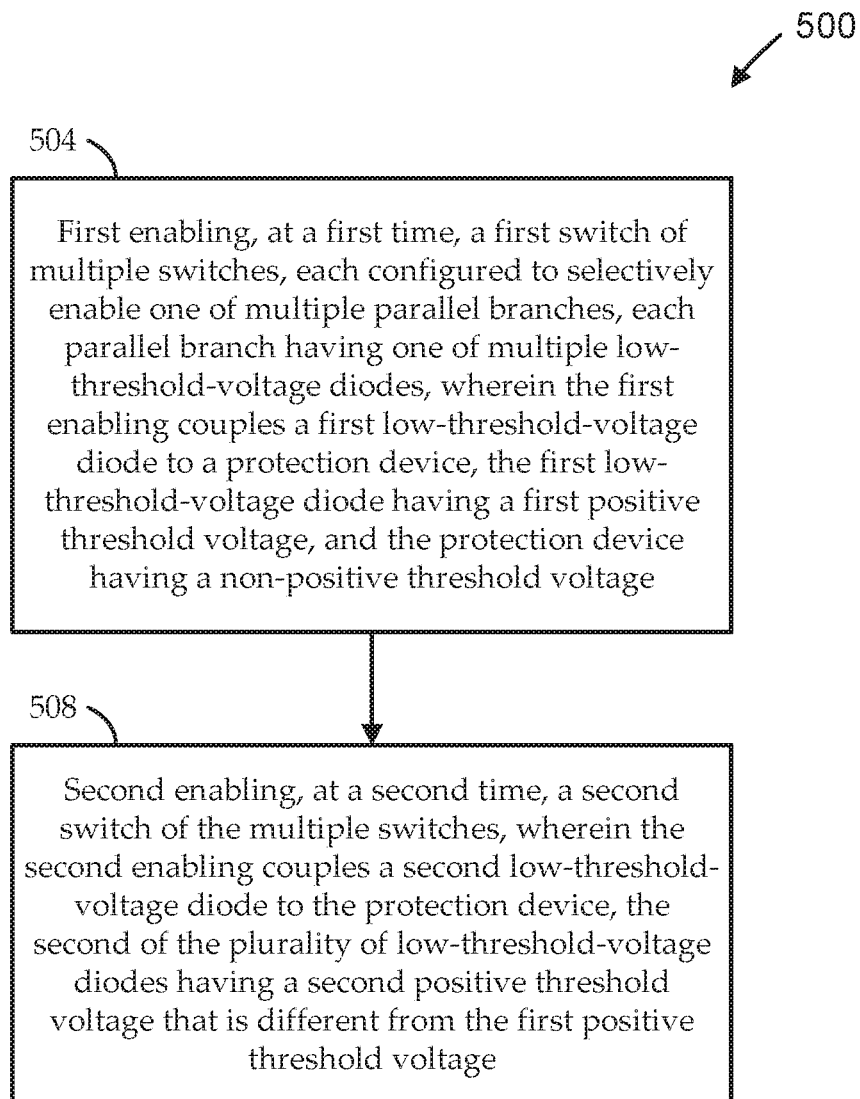 500
504
First enabling, at a first time, a first switch of
multiple switches, each configured to selectively
enable one of multiple parallel branches, each
parallel branch having one of multiple low-
threshold-voltage diodes, wherein the first
enabling couples a first low-threshold-voltage
diode to a protection device, the first low-
threshold-voltage diode having a first positive
threshold voltage, and the protection device
having a non-positive threshold voltage
508
Second enabling, at a second time, a second
switch of the multiple switches, wherein the
second enabling couples a second low-threshold-
voltage diode to the protection device, the
second of the plurality of low-threshold-voltage
diodes having a second positive threshold
voltage that is different from the first positive
threshold voltage